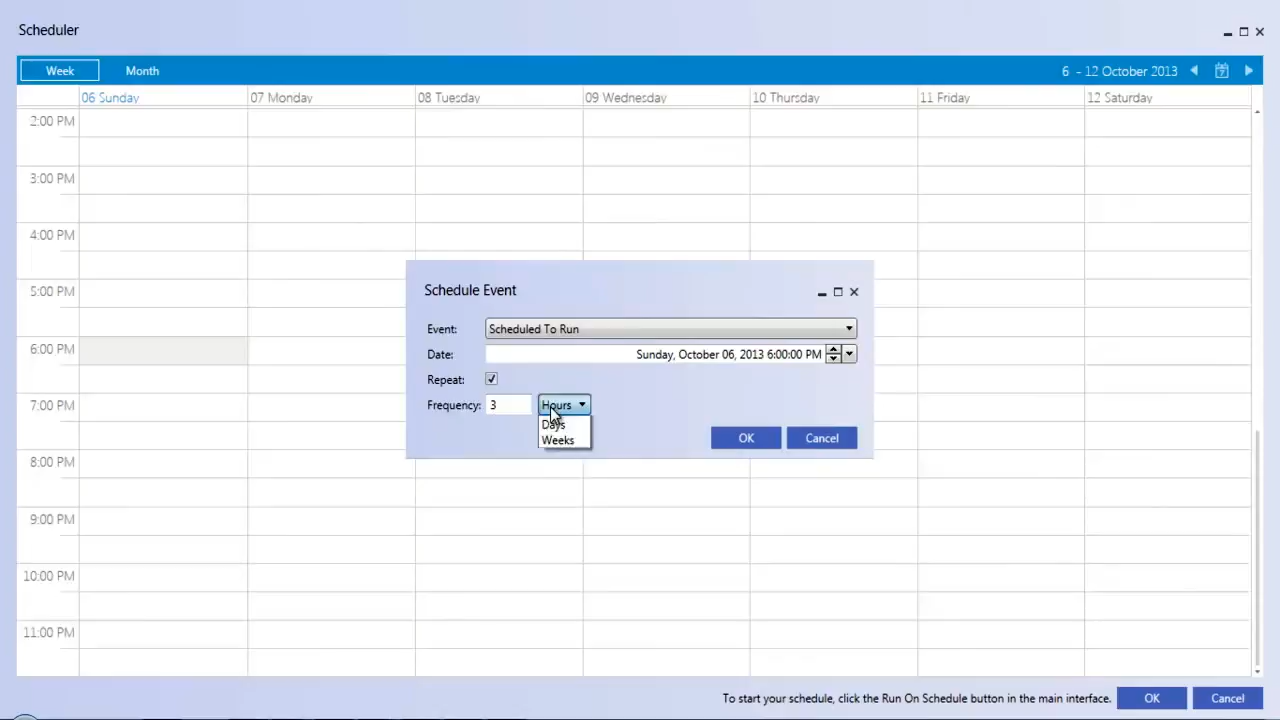 Scheduler
Week Month 6 - 12 October 2013
06 Sunday 07 Monday 08 Tuesday 09 Wednesday 10 Thursday 11 Friday 12 Saturday
2:00 PM
3:00 PM
4:00 PM
5:00 PM
6:00 PM
7:00 PM
8:00 PM
9:00 PM
10:00 PM
11:00 PM
Schedule Event
Event: Scheduled To Run
Date: Sunday, October 06, 2013 6:00:00 PM
Repeat:
Frequency: 3 Hours
Days
Weeks
OK Cancel
To start your schedule, click the Run On Schedule button in the main interface. OK Cancel